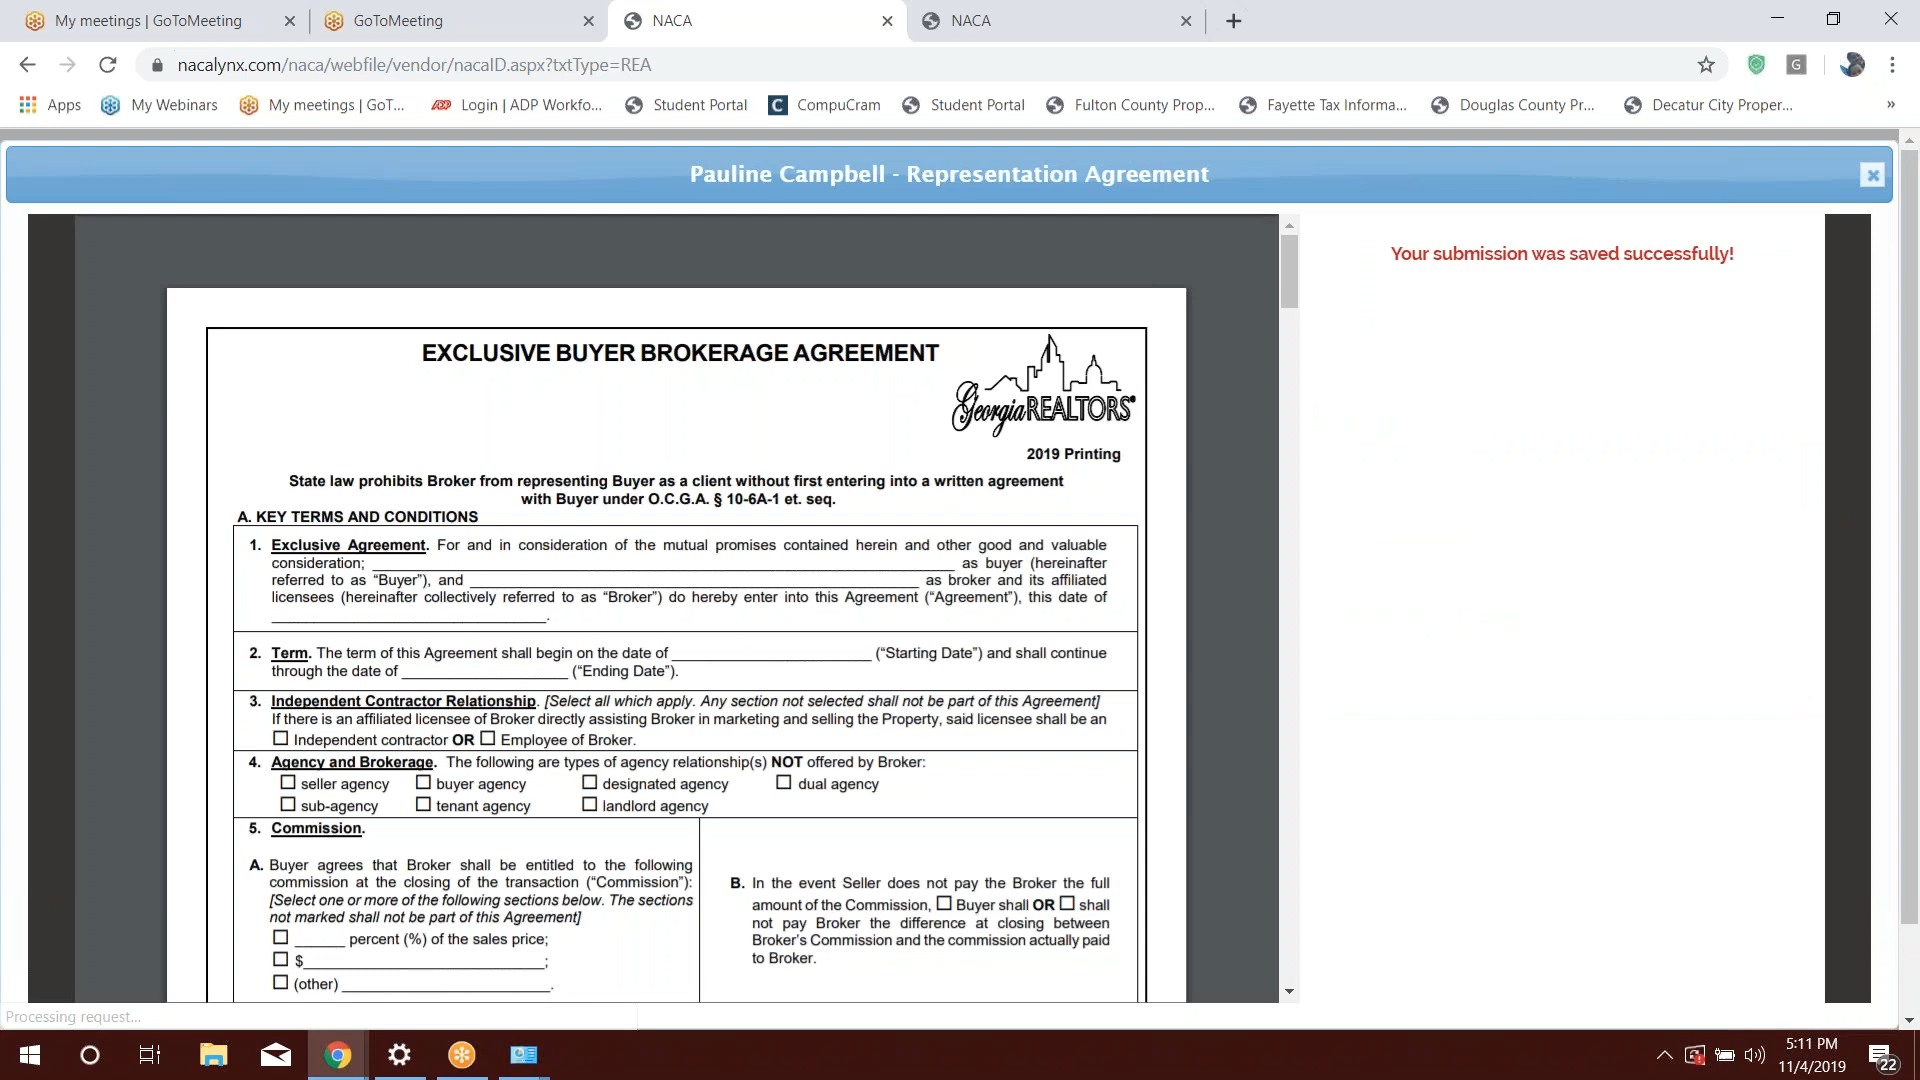 My meetings | GoToMeeting
GoToMeeting
NACA
NACA
nacalynx.com/naca/webfile/vendor/nacaID.aspx?txtType=REA
G
Apps
My Webinars
My meetings | GoT...
ADP
Login | ADP Workfo...
Student Portal
C
CompuCram
Student Portal
Fulton County Prop...
Fayette Tax Informa...
Douglas County Pr...
Decatur City Proper...
»
Pauline Campbell - Representation Agreement
Your submission was saved successfully!
EXCLUSIVE BUYER BROKERAGE AGREEMENT
Georgia REALTORS®
2019 Printing
State law prohibits Broker from representing Buyer as a client without first entering into a written agreement
with Buyer under O.C.G.A. § 10-6A-1 et. seq.
A. KEY TERMS AND CONDITIONS
1. Exclusive Agreement. For and in consideration of the mutual promises contained herein and other good and valuable
consideration; ______ as buyer (hereinafter
referred to as “Buyer”), and ______ as broker and its affiliated
licensees (hereinafter collectively referred to as “Broker”) do hereby enter into this Agreement (“Agreement”), this date of
______.
2. Term. The term of this Agreement shall begin on the date of ______ (“Starting Date”) and shall continue
through the date of ______ (“Ending Date”).
3. Independent Contractor Relationship. [Select all which apply. Any section not selected shall not be part of this Agreement]
If there is an affiliated licensee of Broker directly assisting Broker in marketing and selling the Property, said licensee shall be an
☐ Independent contractor OR ☐ Employee of Broker.
4. Agency and Brokerage. The following are types of agency relationship(s) NOT offered by Broker:
☐ seller agency ☐ buyer agency ☐ designated agency ☐ dual agency
☐ sub-agency ☐ tenant agency ☐ landlord agency
5. Commission.
A. Buyer agrees that Broker shall be entitled to the following
commission at the closing of the transaction (“Commission”):
[Select one or more of the following sections below. The sections
not marked shall not be part of this Agreement]
☐ ______ percent (%) of the sales price;
☐ $______;
☐ (other) ______.
B. In the event Seller does not pay the Broker the full
amount of the Commission, ☐ Buyer shall OR ☐ shall
not pay Broker the difference at closing between
Broker’s Commission and the commission actually paid
to Broker.
Processing request...
5:11 PM
11/4/2019
22